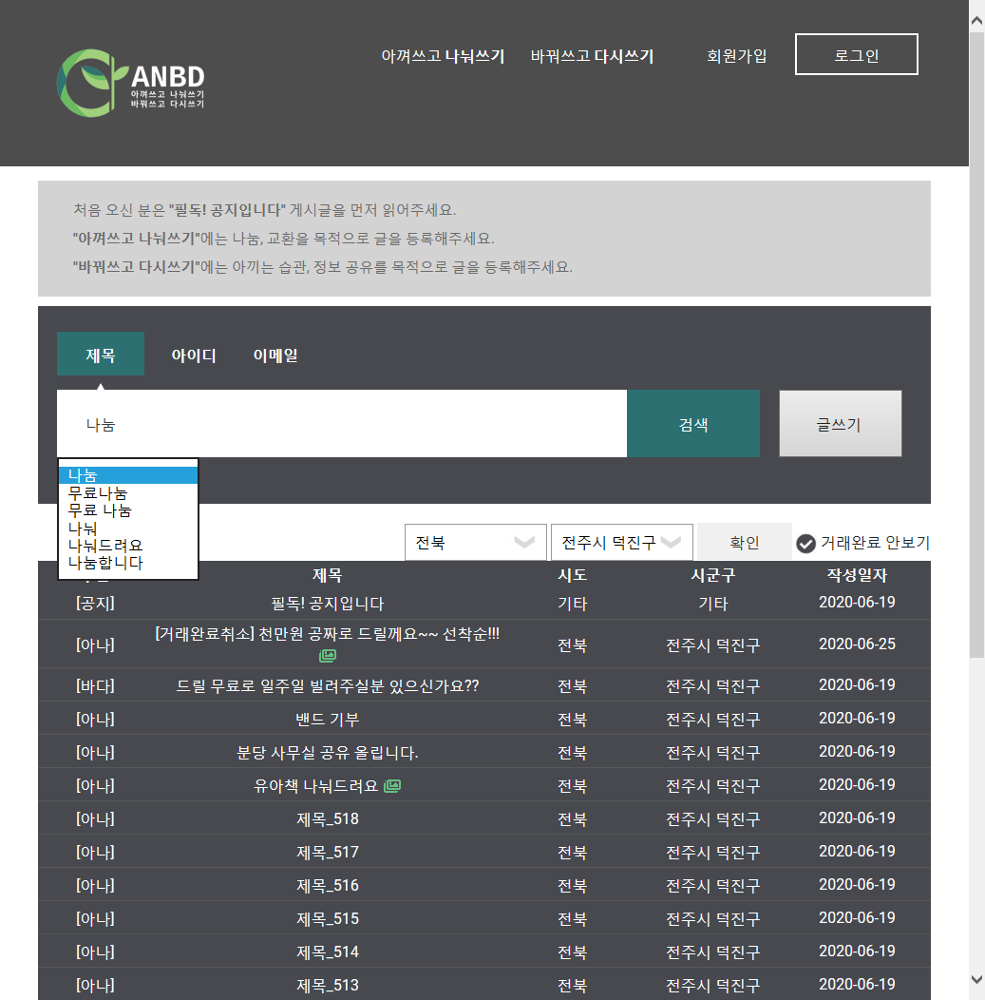 아껴쓰고 나눠쓰기 바꿔쓰고 다시쓰기 회원가입 로그인
ANBD
아껴쓰고 나눠쓰기
바꿔쓰고 다시쓰기
처음 오신 분은 "필독! 공지입니다" 게시글을 먼저 읽어주세요.
"아껴쓰고 나눠쓰기"에는 나눔, 교환을 목적으로 글을 등록해주세요.
"바꿔쓰고 다시쓰기"에는 아끼는 습관, 정보 공유를 목적으로 글을 등록해주세요.
제목 아이디 이메일
나눔 검색 글쓰기
나눔
무료나눔
무료 나눔
나눠
나눠드려요
나눔합니다
전북 전주시 덕진구 확인 거래완료 안보기
제목 시도 시군구 작성일자
[공지] 필독! 공지입니다 기타 기타 2020-06-19
[아나] [거래완료취소] 천만원 공짜로 드릴께요~~ 선착순!!! 전북 전주시 덕진구 2020-06-25
[바다] 드릴 무료로 일주일 빌려주실분 있으신가요?? 전북 전주시 덕진구 2020-06-19
[아나] 밴드 기부 전북 전주시 덕진구 2020-06-19
[아나] 분당 사무실 공유 올립니다. 전북 전주시 덕진구 2020-06-19
[아나] 유아책 나눠드려요 전북 전주시 덕진구 2020-06-19
[아나] 제목_518 전북 전주시 덕진구 2020-06-19
[아나] 제목_517 전북 전주시 덕진구 2020-06-19
[아나] 제목_516 전북 전주시 덕진구 2020-06-19
[아나] 제목_515 전북 전주시 덕진구 2020-06-19
[아나] 제목_514 전북 전주시 덕진구 2020-06-19
[아나] 제목_513 전북 전주시 덕진구 2020-06-19